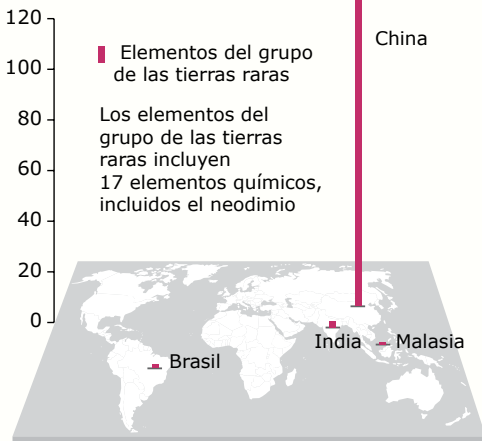 120
120
80
60
40
20
0
Elementos del grupo
de las tierras raras
Los elementos del
grupo de las tierras
raras incluyen
17 elementos químicos,
incluidos el neodimio
China
India
Malasia
Brasil